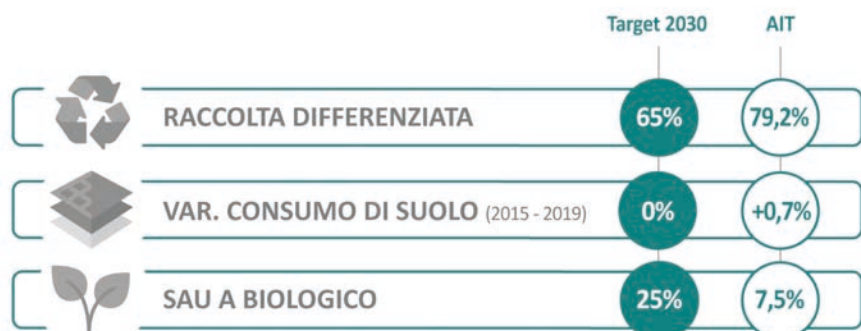 Target 2030 AIT
RACCOLTA DIFFERENZIATA 65% 79,2%
VAR. CONSUMO DI SUOLO (2015 - 2019) 0% +0,7%
SAU A BIOLOGICO 25% 7,5%